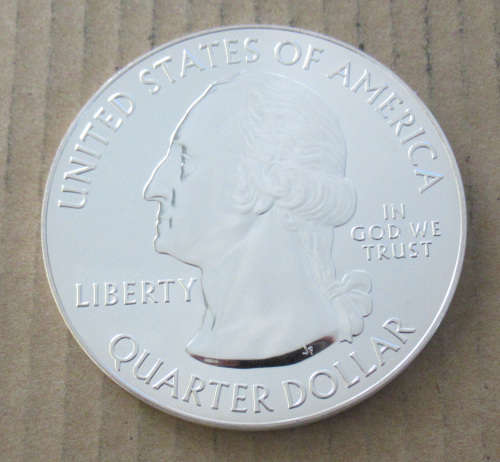 UNITED STATES OF AMERICA
LIBERTY
IN
GOD WE
TRUST
QUARTER DOLLAR